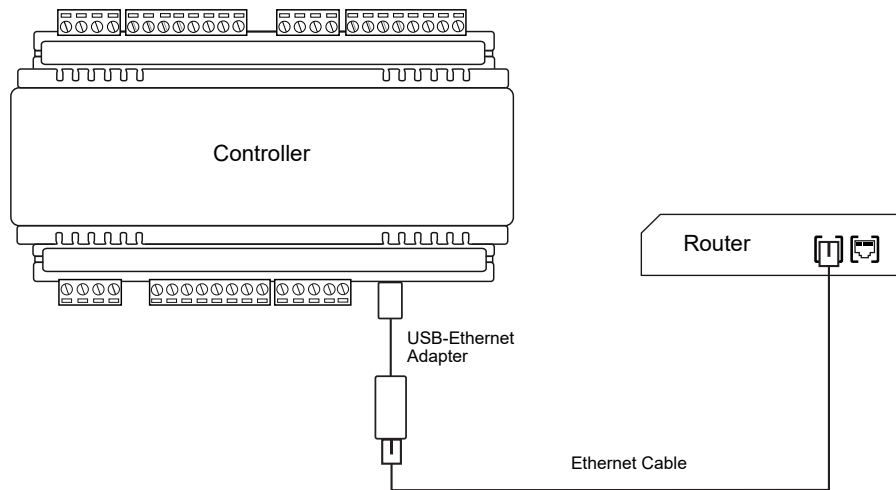 Controller
Router
USB-Ethernet
Adapter
Ethernet Cable